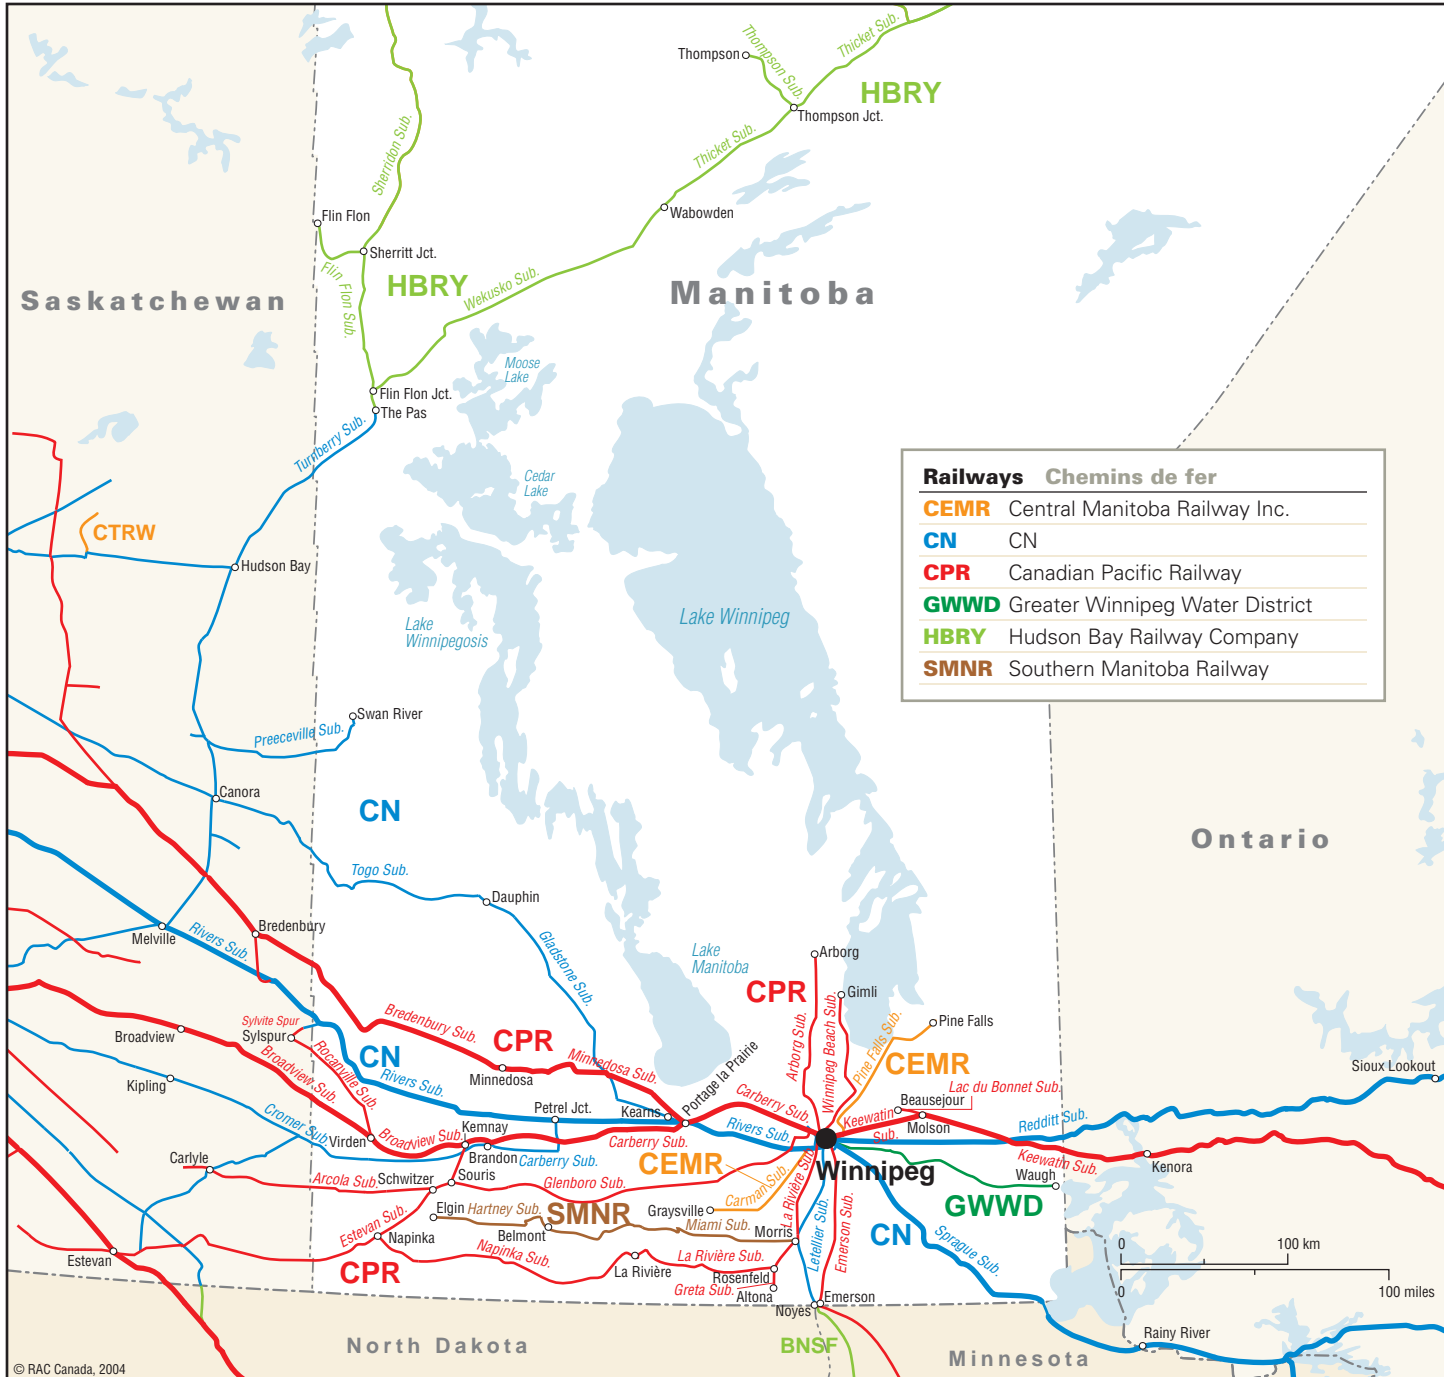 Thompson
Thompson Sub.
Thicket Sub.
HBRY
Thompson Jct.
Thicket Sub.
Sherridon Sub.
Wabowden
Flin Flon
Sherritt Jct.
Flin Flon Sub.
HBRY
Wekusko Sub.
Saskatchewan
Manitoba
Moose
Lake
Flin Flon Jct.
The Pas
Turnberry Sub.
Cedar
Lake
CTRW
Hudson Bay
Lake
Winnipegosis
Lake Winnipeg
Railways Chemins de fer
CEMR Central Manitoba Railway Inc.
CN CN
CPR Canadian Pacific Railway
GWWD Greater Winnipeg Water District
HBRY Hudson Bay Railway Company
SMNR Southern Manitoba Railway
Swan River
Preeceville Sub.
Canora
CN
Ontario
Togo Sub.
Dauphin
Bredenbury
Melville
Rivers Sub.
Gladstone Sub.
Lake
Manitoba
Arborg
CPR
Gimli
Arborg Sub.
Winnipeg Beach Sub.
Pine Falls Sub.
Pine Falls
CEMR
Broadview
Sylvite Spur
Sylspur
Rocanville Sub.
Broadview Sub.
Bredenbury Sub.
CPR
CN
Minnedosa
Minnedosa Sub.
Rivers Sub.
Portage la Prairie
Kipling
Cromer Sub.
Petrel Jct.
Kearns
Carberry Sub.
Rivers Sub.
Keewatin
Sub.
Beausejour
Lac du Bonnet Sub.
Molson
Redditt Sub.
Sioux Lookout
Virden
Broadview Sub.
Kemnay
Brandon
Carberry Sub.
Carberry Sub.
CEMR
Winnipeg
Keewatin Sub.
Kenora
Waugh
GWWD
Carlyle
Arcola Sub.
Schwitzer
Souris
Glenboro Sub.
Carman Sub.
Graysville
La Rivière Sub.
Elgin
Hartney Sub.
SMNR
Belmont
Miami Sub.
Morris
Letellier Sub.
Emerson Sub.
CN
Sprague Sub.
Estevan
Estevan Sub.
Napinka
CPR
Napinka Sub.
La Rivière
La Rivière Sub.
Rosenfeld
Greta Sub.
Altona
Noyes
Emerson
0 100 km
0 100 miles
North Dakota
BNSF
Minnesota
Rainy River
© RAC Canada, 2004